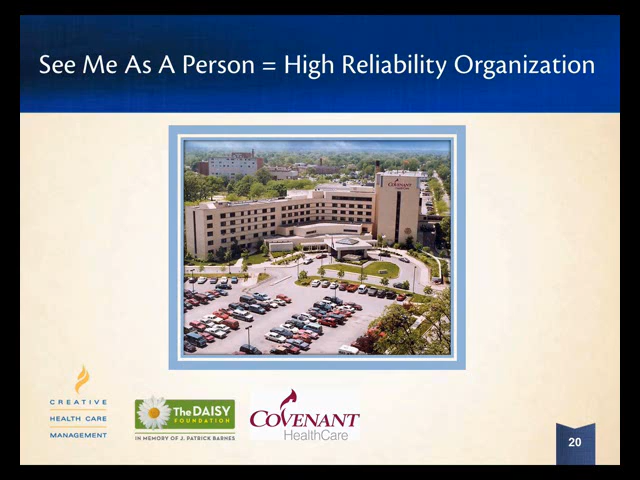 See Me As A Person = High Reliability Organization
COVENANT
CREATIVE
HEALTH CARE
MANAGEMENT
The DAISY
FOUNDATION
IN MEMORY OF J. PATRICK BARNES
COVENANT
HealthCare
20